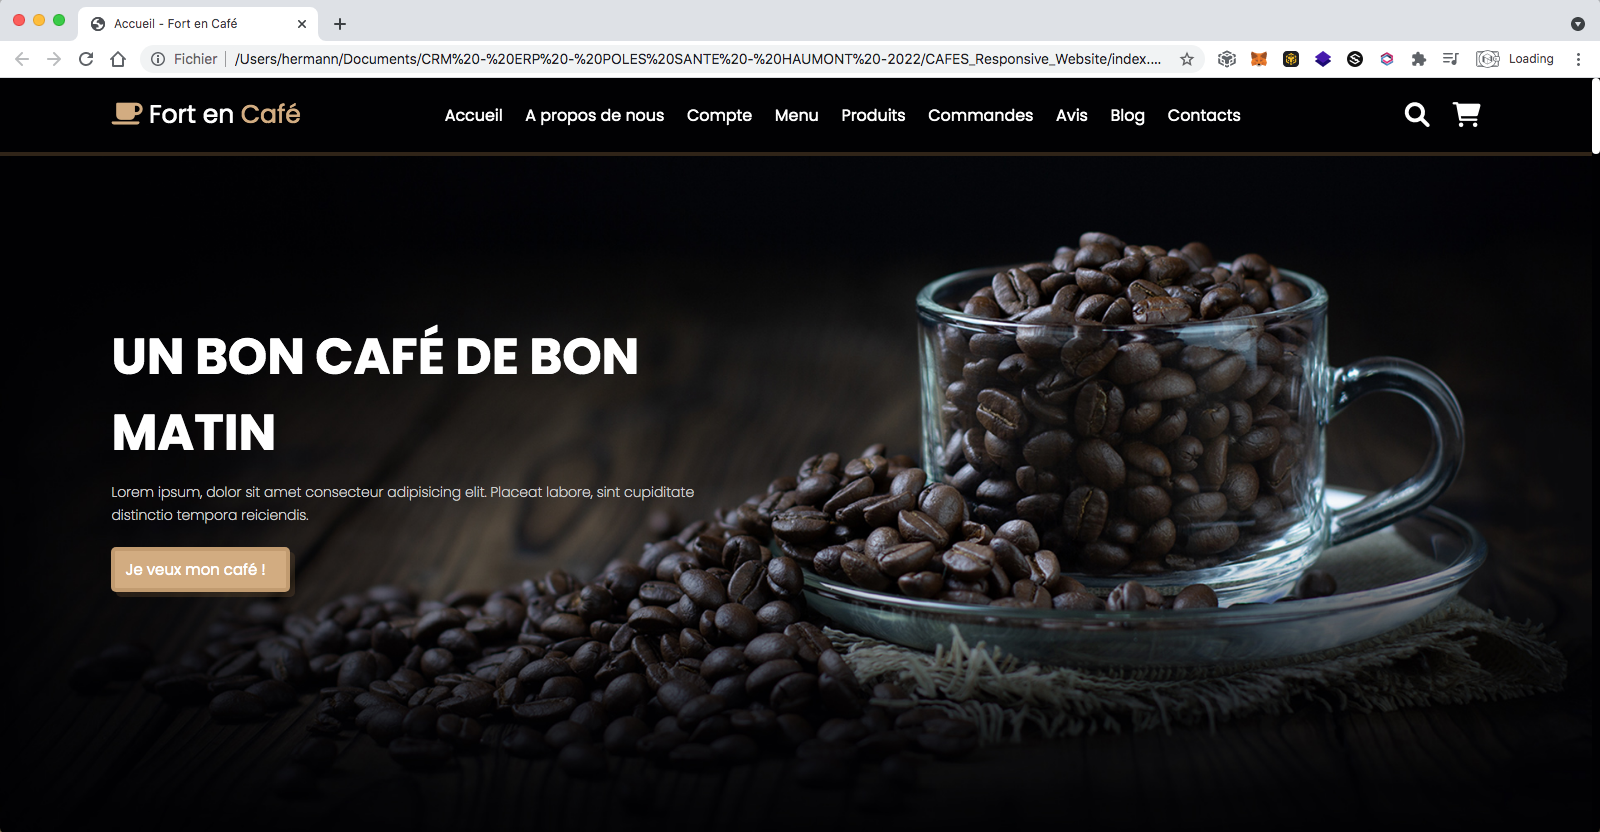 Accueil - Fort en Café
Fichier
/Users/hermann/Documents/CRM%20-%20ERP%20-%20POLES%20SANTE%20-%20HAUMONT%20-2022/CAFES_Responsive_Website/index....
Loading
Fort en Café
Accueil A propos de nous Compte Menu Produits Commandes Avis Blog Contacts
UN BON CAFÉ DE BON
MATIN
Lorem ipsum, dolor sit amet consecteur adipisicing elit. Placeat labore, sint cupiditate
distinctio tempora reiciendis.
Je veux mon café !